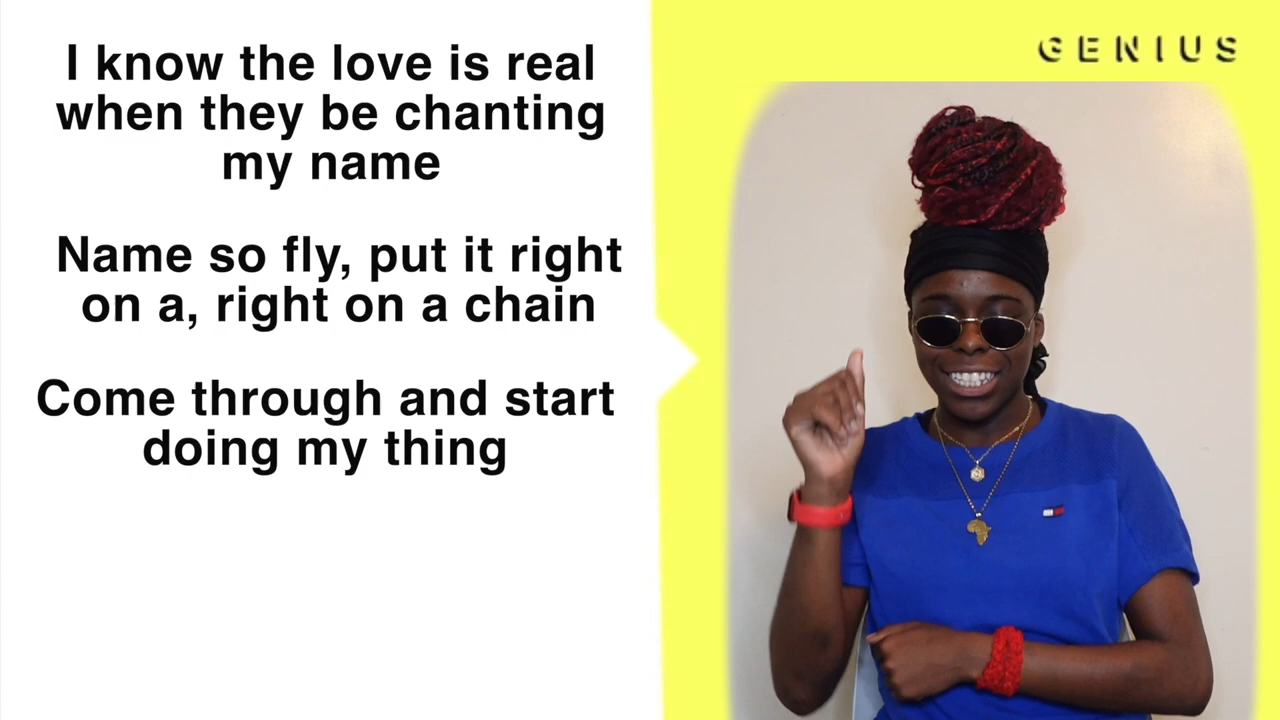 I know the love is real
when they be chanting
my name
Name so fly, put it right
on a, right on a chain
Come through and start
doing my thing
GENIUS